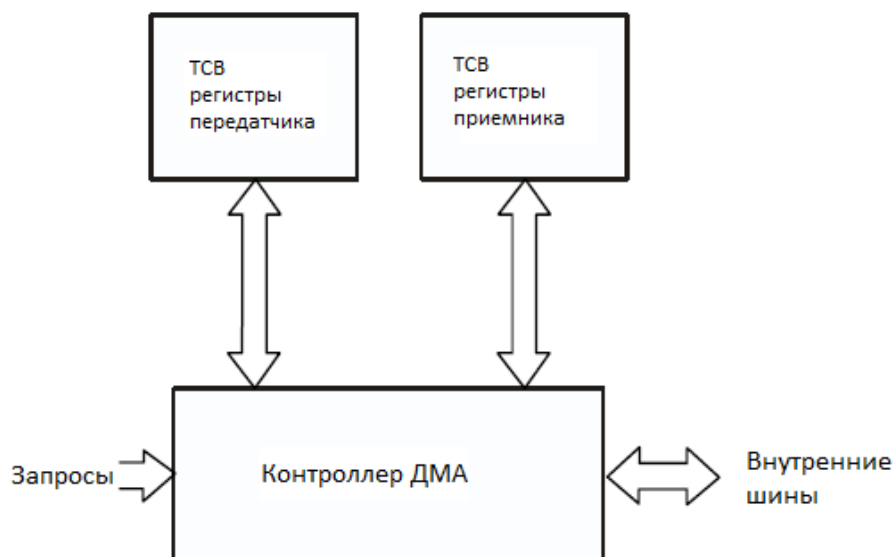 ТСВ
регистры
передатчика
ТСВ
регистры
приемника
Запросы
Контроллер ДМА
Внутренние
шины